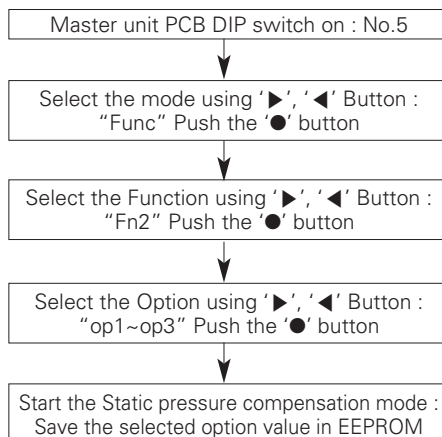 Master unit PCB DIP switch on : No.5
Select the mode using ‘▶’, ‘◀’ Button :
“Func” Push the ‘●’ button
Select the Function using ‘▶’, ‘◀’ Button :
“Fn2” Push the ‘●’ button
Select the Option using ‘▶’, ‘◀’ Button :
“op1~op3” Push the ‘●’ button
Start the Static pressure compensation mode :
Save the selected option value in EEPROM